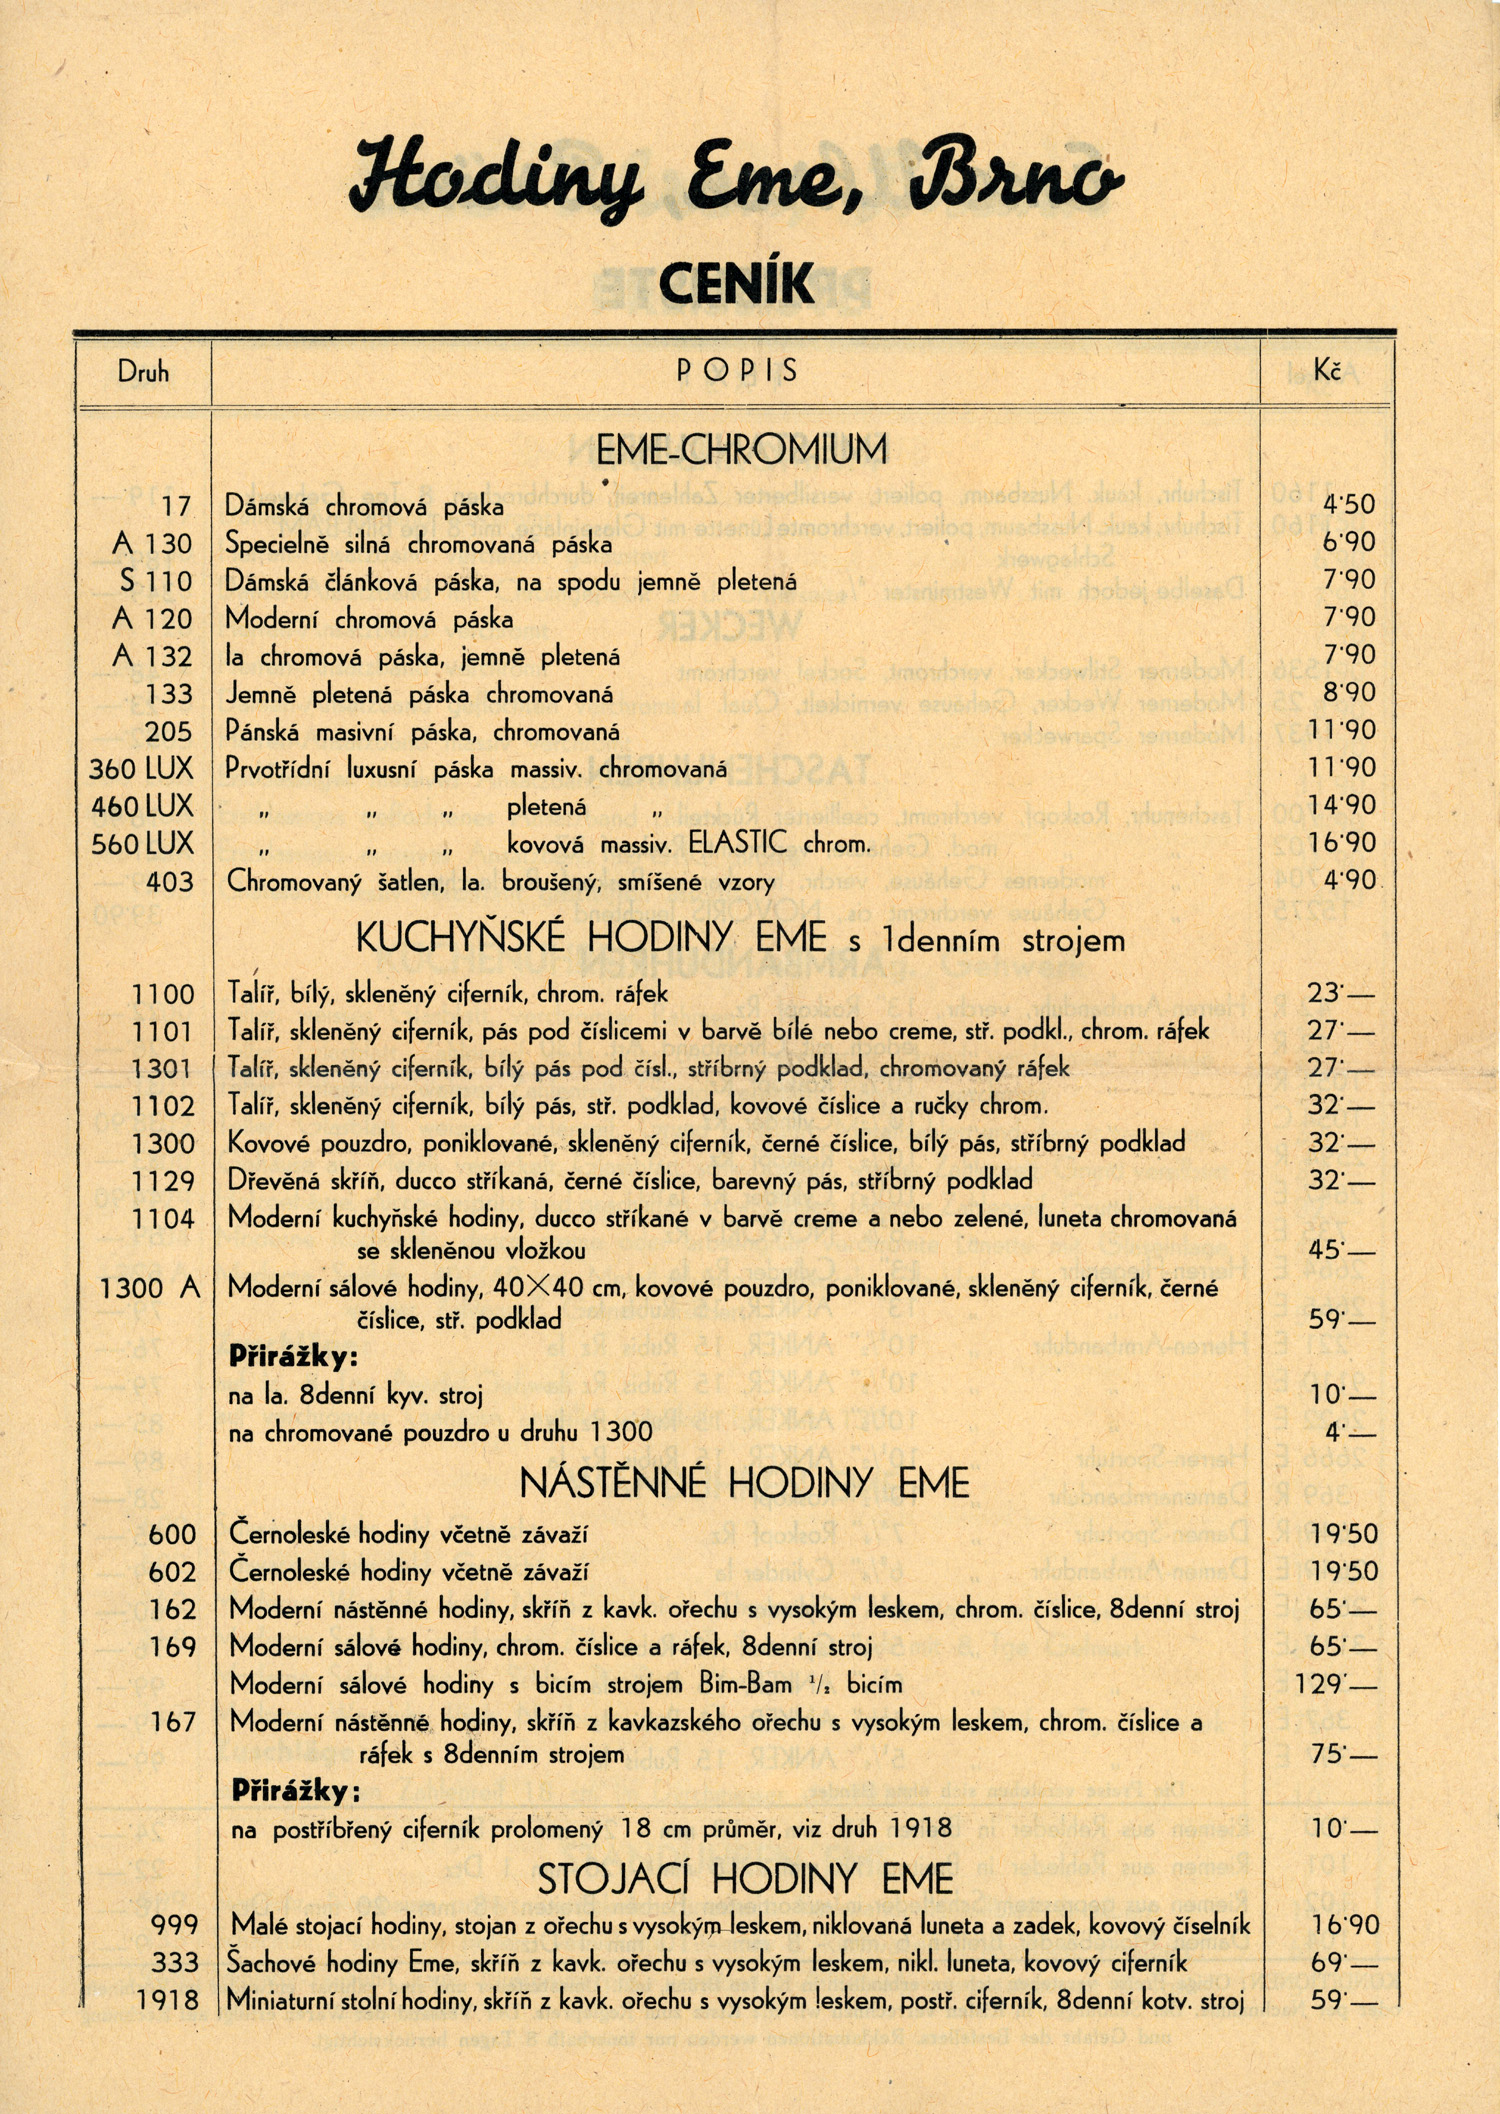 Hodiny Eme, Brno
CENÍK
Druh POPIS Kč
EME-CHROMIUM
17 Dámská chromová páska 4·50
A 130 Specielně silná chromovaná páska 6·90
S 110 Dámská článková páska, na spodu jemně pletená 7·90
A 120 Moderní chromová páska 7·90
A 132 Ia chromová páska, jemně pletená 7·90
133 Jemně pletená páska chromovaná 8·90
205 Pánská masivní páska, chromovaná 11·90
360 LUX Prvotřídní luxusní páska massiv. chromovaná 11·90
460 LUX „ „ „ pletená „ 14·90
560 LUX „ „ „ kovová massiv. ELASTIC chrom. 16·90
403 Chromovaný šatlen, Ia. broušený, smíšené vzory 4·90
KUCHYŇSKÉ HODINY EME s 1denním strojem
1100 Talíř, bílý, skleněný ciferník, chrom. ráfek 23·—
1101 Talíř, skleněný ciferník, pás pod číslicemi v barvě bílé nebo creme, stř. podkl., chrom. ráfek 27·—
1301 Talíř, skleněný ciferník, bílý pás pod čísl., stříbrný podklad, chromovaný ráfek 27·—
1102 Talíř, skleněný ciferník, bílý pás, stř. podklad, kovové číslice a ručky chrom. 32·—
1300 Kovové pouzdro, poniklované, skleněný ciferník, černé číslice, bílý pás, stříbrný podklad 32·—
1129 Dřevěná skříň, ducco stříkaná, černé číslice, barevný pás, stříbrný podklad 32·—
1104 Moderní kuchyňské hodiny, ducco stříkané v barvě creme a nebo zelené, luneta chromovaná
se skleněnou vložkou 45·—
1300 A Moderní sálové hodiny, 40×40 cm, kovové pouzdro, poniklované, skleněný ciferník, černé
číslice, stř. podklad 59·—
Přirážky:
na Ia. 8denní kyv. stroj 10·—
na chromované pouzdro u druhu 1300 4·—
NÁSTĚNNÉ HODINY EME
600 Černoleské hodiny včetně závaží 19·50
602 Černoleské hodiny včetně závaží 19·50
162 Moderní nástěnné hodiny, skříň z kavk. ořechu s vysokým leskem, chrom. číslice, 8denní stroj 65·—
169 Moderní sálové hodiny, chrom. číslice a ráfek, 8denní stroj 65·—
Moderní sálové hodiny s bicím strojem Bim-Bam ½ bicím 129·—
167 Moderní nástěnné hodiny, skříň z kavkazského ořechu s vysokým leskem, chrom. číslice a
ráfek s 8denním strojem 75·—
Přirážky:
na postříbřený ciferník prolomený 18 cm průměr, viz druh 1918 10·—
STOJACÍ HODINY EME
999 Malé stojací hodiny, stojan z ořechu s vysokým leskem, niklovaná luneta a zadek, kovový číselník 16·90
333 Šachové hodiny Eme, skříň z kavk. ořechu s vysokým leskem, nikl. luneta, kovový ciferník 69·—
1918 Miniaturní stolní hodiny, skříň z kavk. ořechu s vysokým leskem, postř. ciferník, 8denní kotv. stroj 59·—